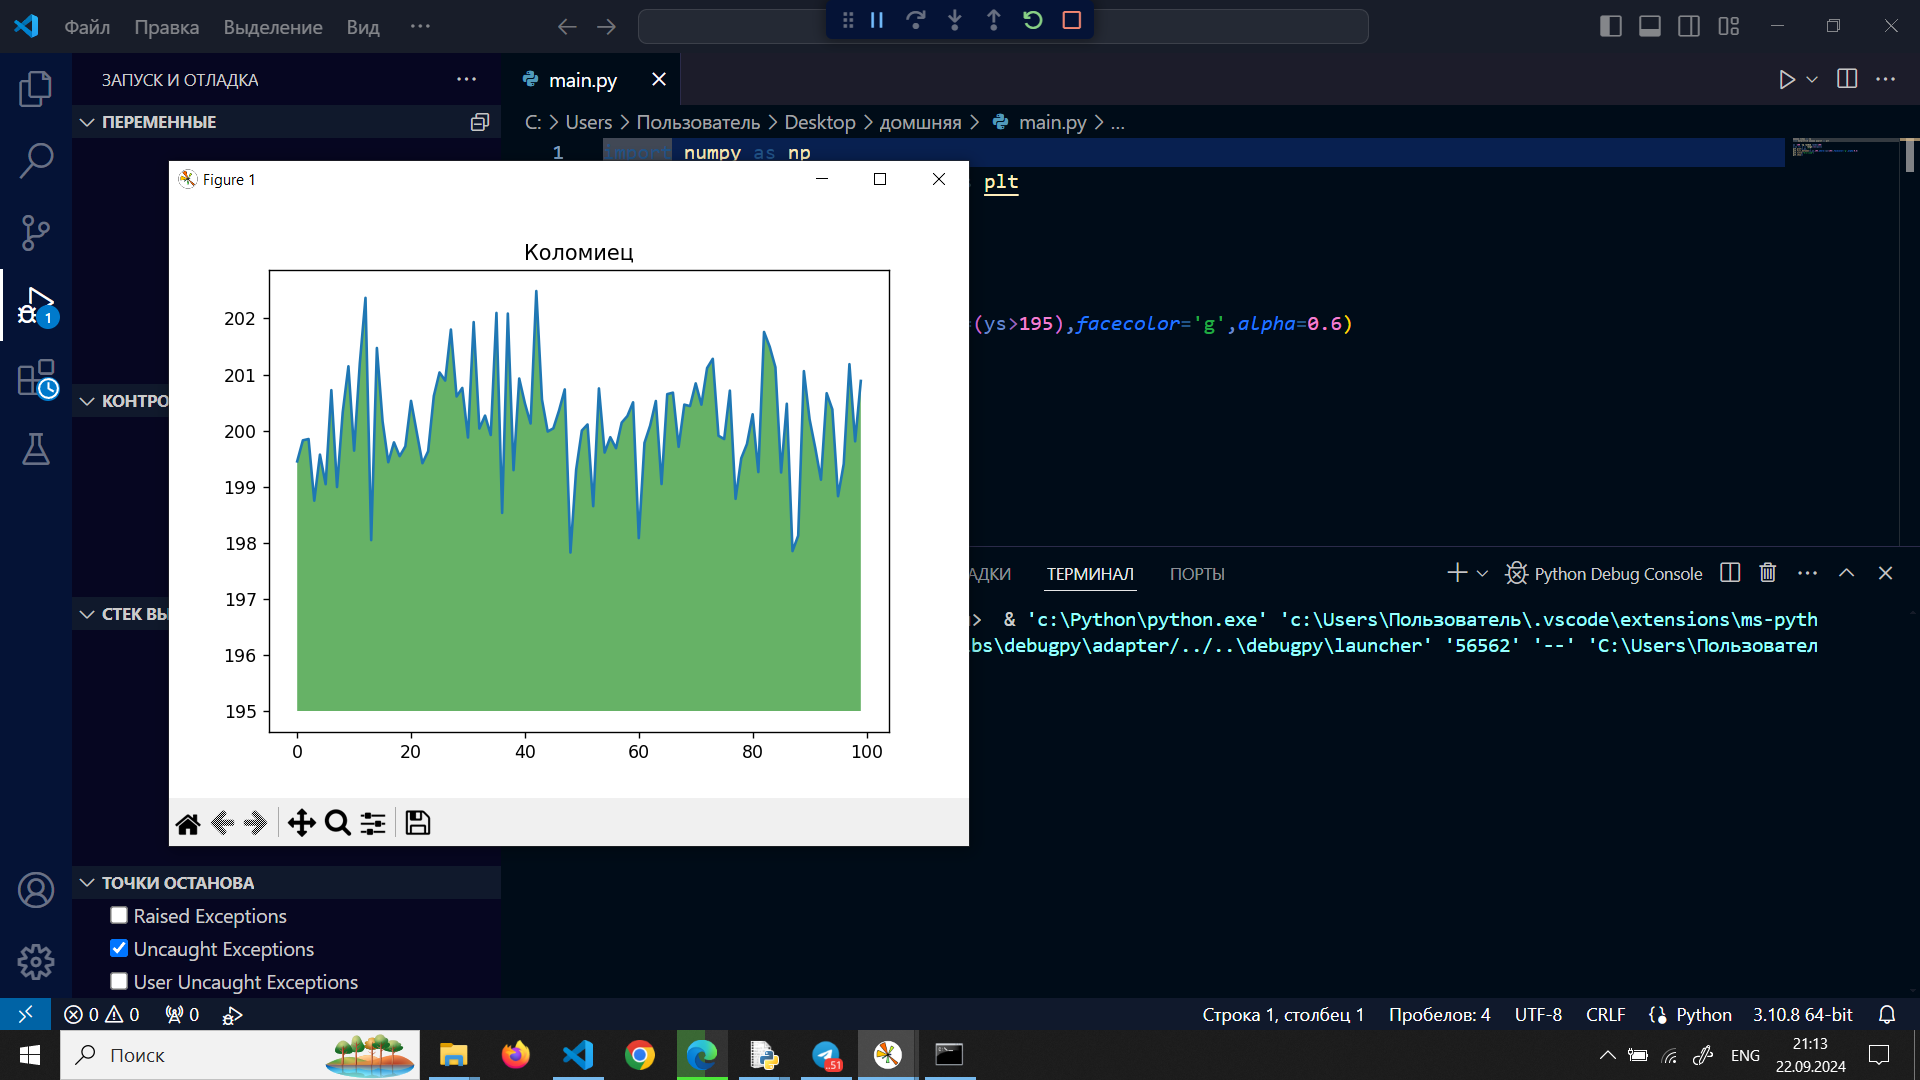 Файл Правка Выделение Вид ···
ЗАПУСК И ОТЛАДКА ···
ПЕРЕМЕННЫЕ
main.py
C: > Users > Пользователь > Desktop > домшняя > main.py > ...
1 import numpy as np
plt
(ys>195),facecolor='g',alpha=0.6)
Figure 1
Коломиец
202
201
200
199
198
197
196
195
0 20 40 60 80 100
КОНТРО
СТЕК ВЫ
АДКИ ТЕРМИНАЛ ПОРТЫ
Python Debug Console
> & 'c:\Python\python.exe' 'c:\Users\Пользователь\.vscode\extensions\ms-pyth
bs\debugpy\adapter/../..\debugpy\launcher' '56562' '--' 'C:\Users\Пользовател
ТОЧКИ ОСТАНОВА
Raised Exceptions
Uncaught Exceptions
User Uncaught Exceptions
1
0 0 0
Строка 1, столбец 1 Пробелов: 4 UTF-8 CRLF Python 3.10.8 64-bit
Поиск
..51
ENG
21:13
22.09.2024